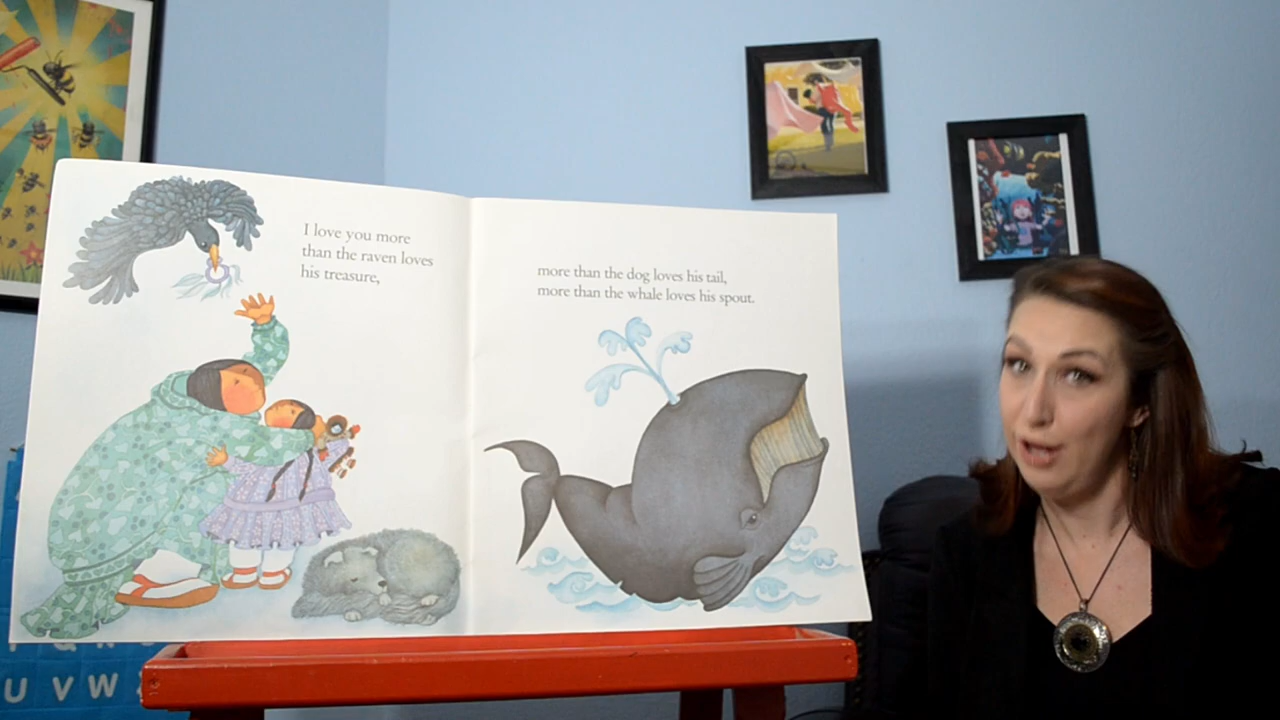 I love you more
than the raven loves
his treasure,
more than the dog loves his tail,
more than the whale loves his spout.
U V W